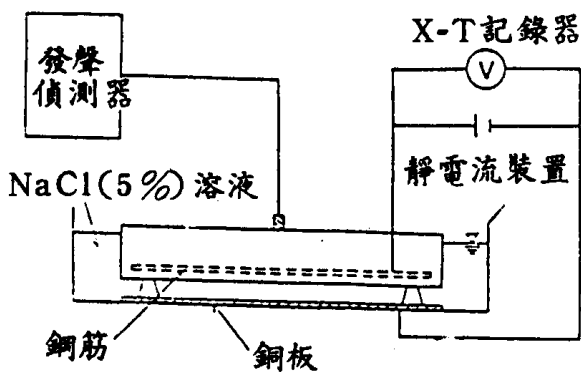 X-T記錄器
發聲
偵測器
V
NaCl(5%)溶液
靜電流裝置
鋼筋
銅板